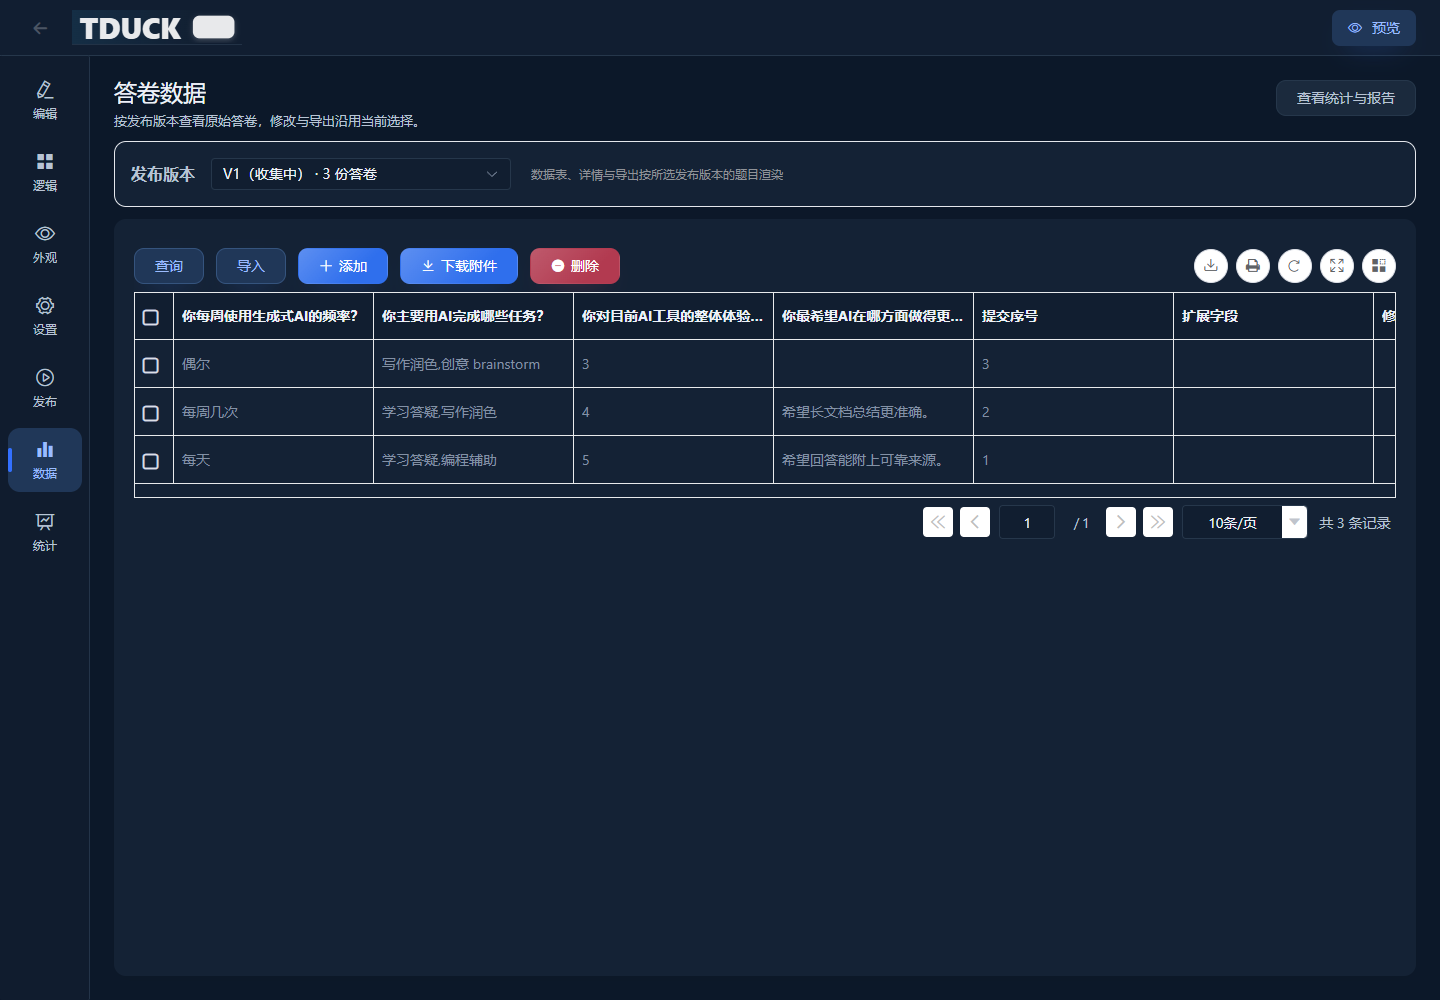 TDUCK
预览
编辑
逻辑
外观
设置
发布
数据
统计
答卷数据
按发布版本查看原始答卷，修改与导出沿用当前选择。
查看统计与报告
发布版本
V1（收集中） · 3 份答卷
数据表、详情与导出按所选发布版本的题目渲染
查询
导入
添加
下载附件
删除
你每周使用生成式AI的频率？ 你主要用AI完成哪些任务？ 你对目前AI工具的整体体验... 你最希望AI在哪方面做得更... 提交序号 扩展字段 修
偶尔 写作润色,创意 brainstorm 3 3
每周几次 学习答疑,写作润色 4 希望长文档总结更准确。 2
每天 学习答疑,编程辅助 5 希望回答能附上可靠来源。 1
1 / 1 10条/页 共 3 条记录